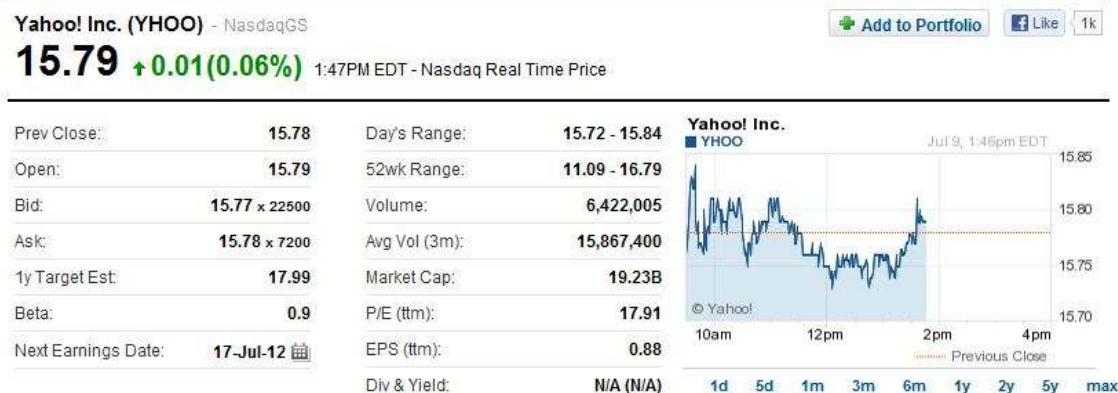 Yahoo! Inc. (YHOO) - NasdaqGS
Add to Portfolio
Like 1k
15.79 0.01(0.06%) 1:47PM EDT - Nasdaq Real Time Price
Prev Close: 15.78
Open: 15.79
Bid: 15.77 x 22500
Ask: 15.78 x 7200
1y Target Est: 17.99
Beta: 0.9
Next Earnings Date: 17-Jul-12
Day's Range: 15.72 - 15.84
52wk Range: 11.09 - 16.79
Volume: 6,422,005
Avg Vol (3m): 15,867,400
Market Cap: 19.23B
P/E (ttm): 17.91
EPS (ttm): 0.88
Div & Yield: N/A (N/A)
Yahoo! Inc.
YHOO Jul 9, 1:46pm EDT
15.85
15.80
15.75
15.70
© Yahoo!
10am 12pm 2pm 4pm
Previous Close
1d 5d 1m 3m 6m 1y 2y 5y max